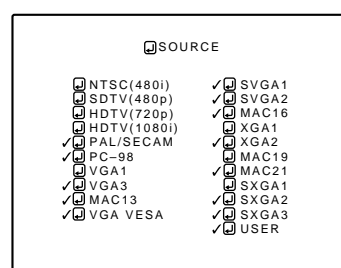 SOURCE
NTSC(480i)
SDTV(480p)
HDTV(720p)
HDTV(1080i)
✓ PAL/SECAM
✓ PC–98
VGA1
✓ VGA3
✓ MAC13
✓ VGA VESA
✓ SVGA1
✓ SVGA2
✓ MAC16
XGA1
✓ XGA2
MAC19
✓ MAC21
SXGA1
✓ SXGA2
✓ SXGA3
✓ USER